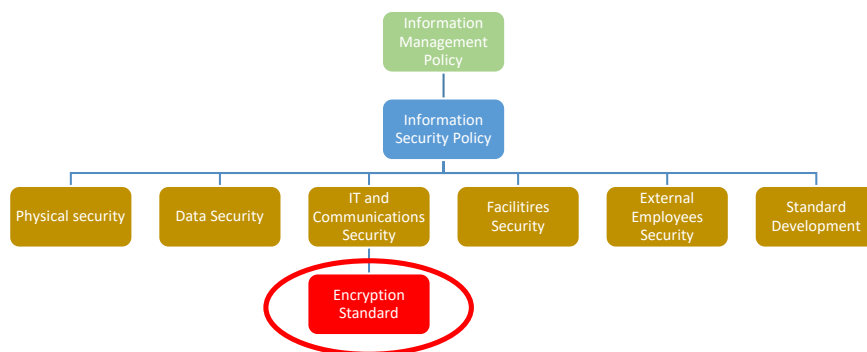 Information
Management
Policy
Information
Security Policy
Physical security
Data Security
IT and
Communications
Security
Facilitires
Security
External
Employees
Security
Standard
Development
Encryption
Standard